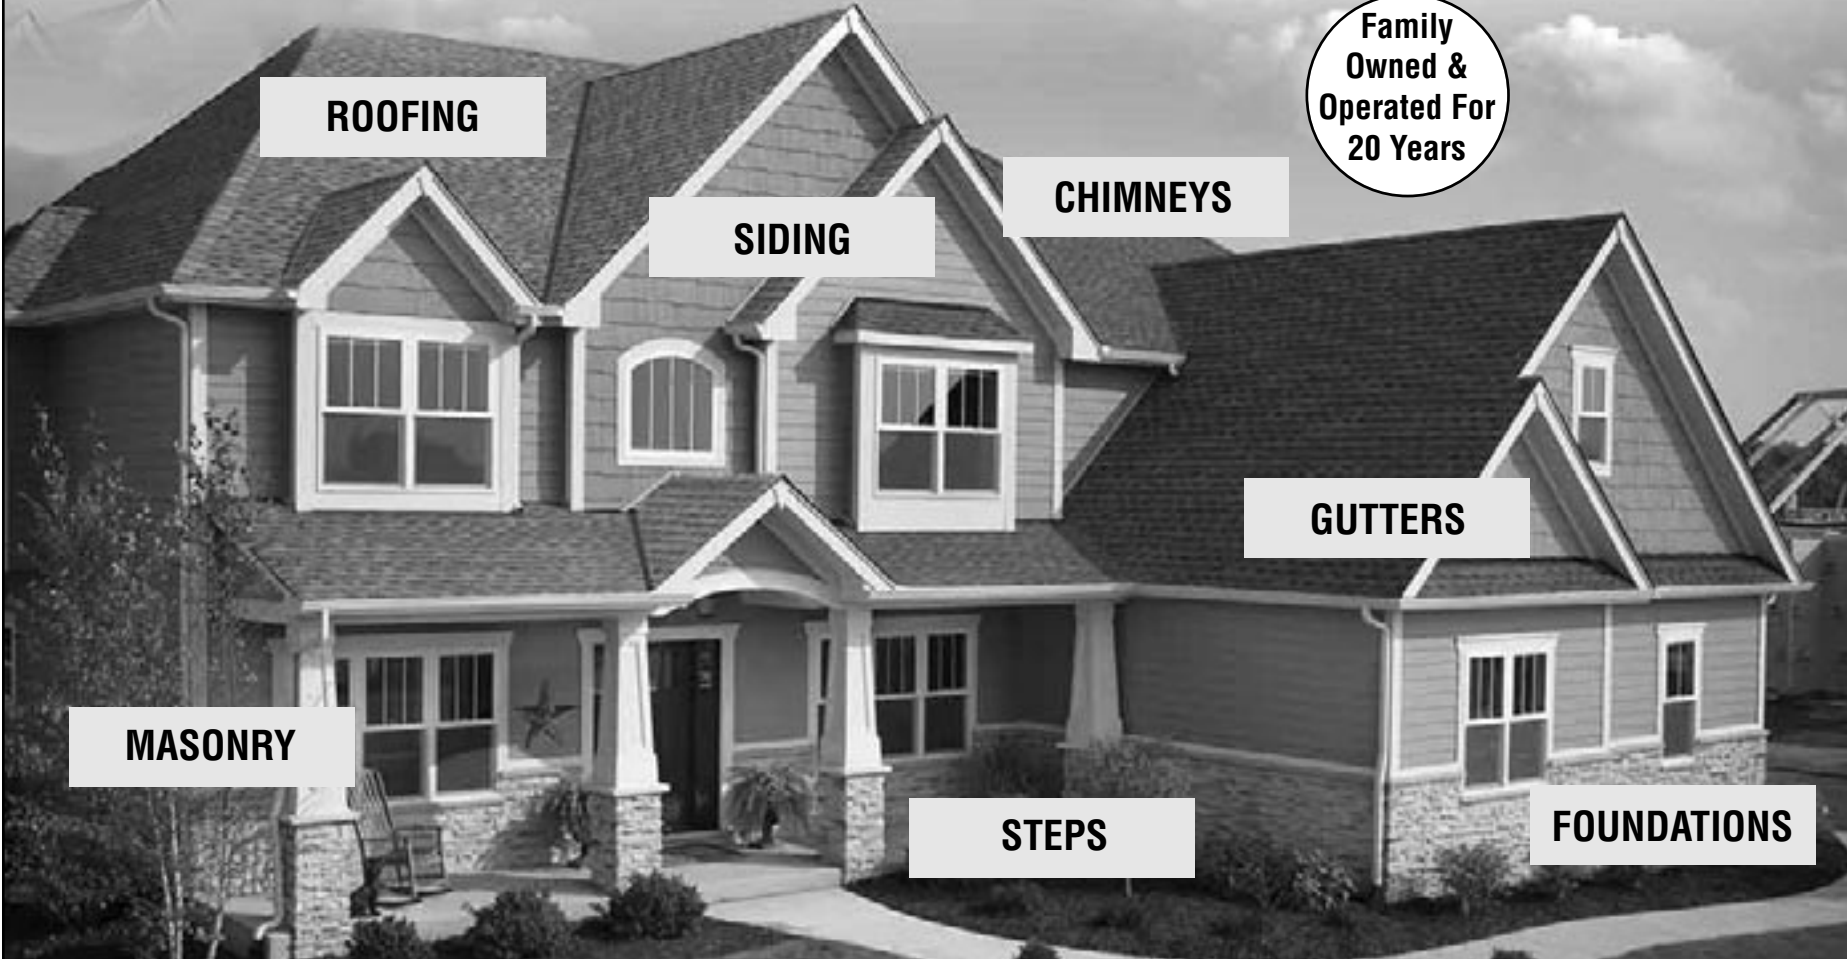 Family
Owned &
Operated For
20 Years
ROOFING
CHIMNEYS
SIDING
GUTTERS
MASONRY
STEPS
FOUNDATIONS